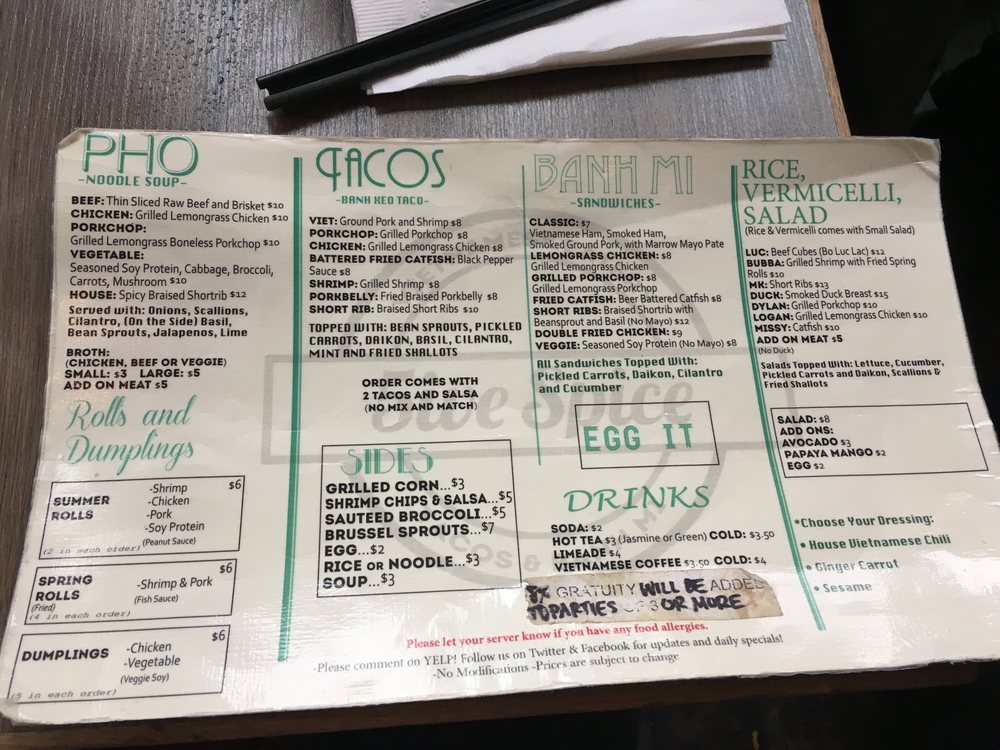 PHO
-NOODLE SOUP-
BEEF: Thin Sliced Raw Beef and Brisket $10
CHICKEN: Grilled Lemongrass Chicken $10
PORKCHOP:
Grilled Lemongrass Boneless Porkchop $10
VEGETABLE:
Seasoned Soy Protein, Cabbage, Broccoli,
Carrots, Mushroom $10
HOUSE: Spicy Braised Shortrib $12
Served with: Onions, Scallions,
Cilantro, (On the Side) Basil,
Bean Sprouts, Jalapenos, Lime
BROTH:
(CHICKEN, BEEF OR VEGGIE)
SMALL: $3 LARGE: $5
ADD ON MEAT $5
Rolls and
Dumplings
SUMMER
ROLLS
-Shrimp
-Chicken
-Pork
-Soy Protein
(Peanut Sauce)
$6
(2 in each order)
SPRING
ROLLS
(Fried)
-Shrimp & Pork
(Fish Sauce)
$6
(4 in each order)
DUMPLINGS
-Chicken
-Vegetable
(Veggie Soy)
$6
(5 in each order)
TACOS
-BANH XEO TACO-
VIET: Ground Pork and Shrimp $8
PORKCHOP: Grilled Porkchop $8
CHICKEN: Grilled Lemongrass Chicken $8
BATTERED FRIED CATFISH: Black Pepper
Sauce $8
SHRIMP: Grilled Shrimp $8
PORKBELLY: Fried Braised Porkbelly $8
SHORT RIB: Braised Short Ribs $10
TOPPED WITH: BEAN SPROUTS, PICKLED
CARROTS, DAIKON, BASIL, CILANTRO,
MINT AND FRIED SHALLOTS
ORDER COMES WITH
2 TACOS AND SALSA
(NO MIX AND MATCH)
Five Spice
SIDES
GRILLED CORN...$3
SHRIMP CHIPS & SALSA...$5
SAUTEED BROCCOLI...$5
BRUSSEL SPROUTS...$7
EGG...$2
RICE OR NOODLE...$3
SOUP...$3
BANH MI
-SANDWICHES-
CLASSIC: $7
Vietnamese Ham, Smoked Ham,
Smoked Ground Pork, with Marrow Mayo Pate
LEMONGRASS CHICKEN: $8
Grilled Lemongrass Chicken
GRILLED PORKCHOP: $8
Grilled Lemongrass Porkchop
FRIED CATFISH: Beer Battered Catfish $8
SHORT RIBS: Braised Shortrib with
Beansprout and Basil (No Mayo) $12
DOUBLE FRIED CHICKEN: $9
VEGGIE: Seasoned Soy Protein (No Mayo) $8
All Sandwiches Topped With:
Pickled Carrots, Daikon, Cilantro
and Cucumber
EGG IT
DRINKS
SODA: $2
HOT TEA $3 (Jasmine or Green) COLD: $3.50
LIMEADE $4
VIETNAMESE COFFEE $3.50 COLD: $4
GRATUITY WILL BE ADDED
TO PARTIES OF 3 OR MORE
RICE,
VERMICELLI,
SALAD
(Rice & Vermicelli comes with Small Salad)
LUC: Beef Cubes (Bo Luc Lac) $12
BUBBA: Grilled Shrimp with Fried Spring
Rolls $10
MK: Short Ribs $13
DUCK: Smoked Duck Breast $15
DYLAN: Grilled Porkchop $10
LOGAN: Grilled Lemongrass Chicken $10
MISSY: Catfish $10
ADD ON MEAT $5
(No Duck)
Salads Topped With: Lettuce, Cucumber,
Pickled Carrots and Daikon, Scallions &
Fried Shallots
SALAD: $8
ADD ONS:
AVOCADO $3
PAPAYA MANGO $2
EGG $2
*Choose Your Dressing:
• House Vietnamese Chili
• Ginger Carrot
• Sesame
Please let your server know if you have any food allergies.
-Please comment on YELP! Follow us on Twitter & Facebook for updates and daily specials!
-No Modifications -Prices are subject to change